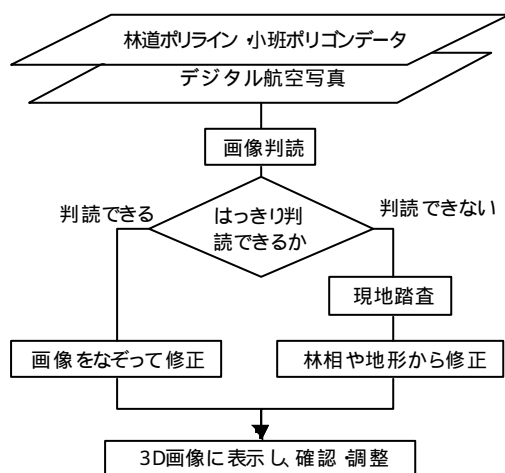 林道ポリライン・小班ポリゴンデータ
デジタル航空写真
画像判読
判読できる
はっきり判
読できるか
判読できない
現地踏査
画像をなぞって修正
林相や地形から修正
3D画像に表示し、確認・調整